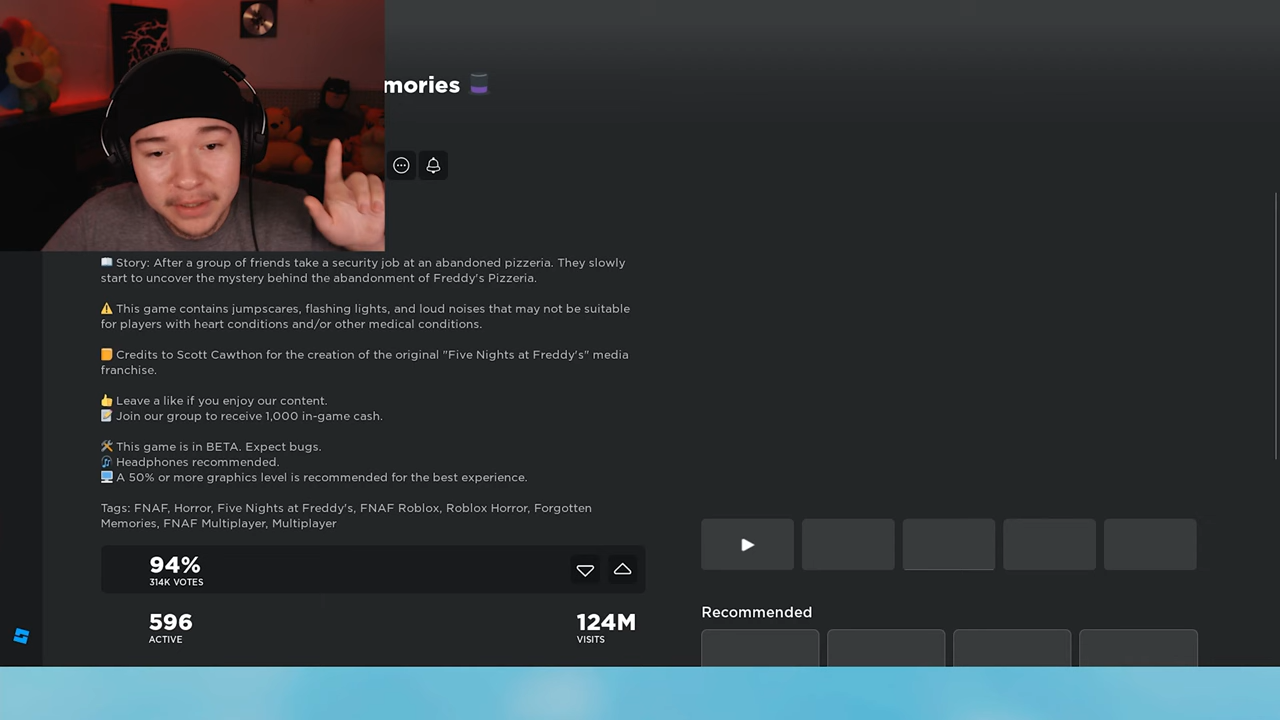 mories
Story: After a group of friends take a security job at an abandoned pizzeria. They slowly
start to uncover the mystery behind the abandonment of Freddy's Pizzeria.
This game contains jumpscares, flashing lights, and loud noises that may not be suitable
for players with heart conditions and/or other medical conditions.
Credits to Scott Cawthon for the creation of the original "Five Nights at Freddy's" media
franchise.
Leave a like if you enjoy our content.
Join our group to receive 1,000 in-game cash.
This game is in BETA. Expect bugs.
Headphones recommended.
A 50% or more graphics level is recommended for the best experience.
Tags: FNAF, Horror, Five Nights at Freddy's, FNAF Roblox, Roblox Horror, Forgotten
Memories, FNAF Multiplayer, Multiplayer
94%
314K VOTES
596
ACTIVE
124M
VISITS
Recommended